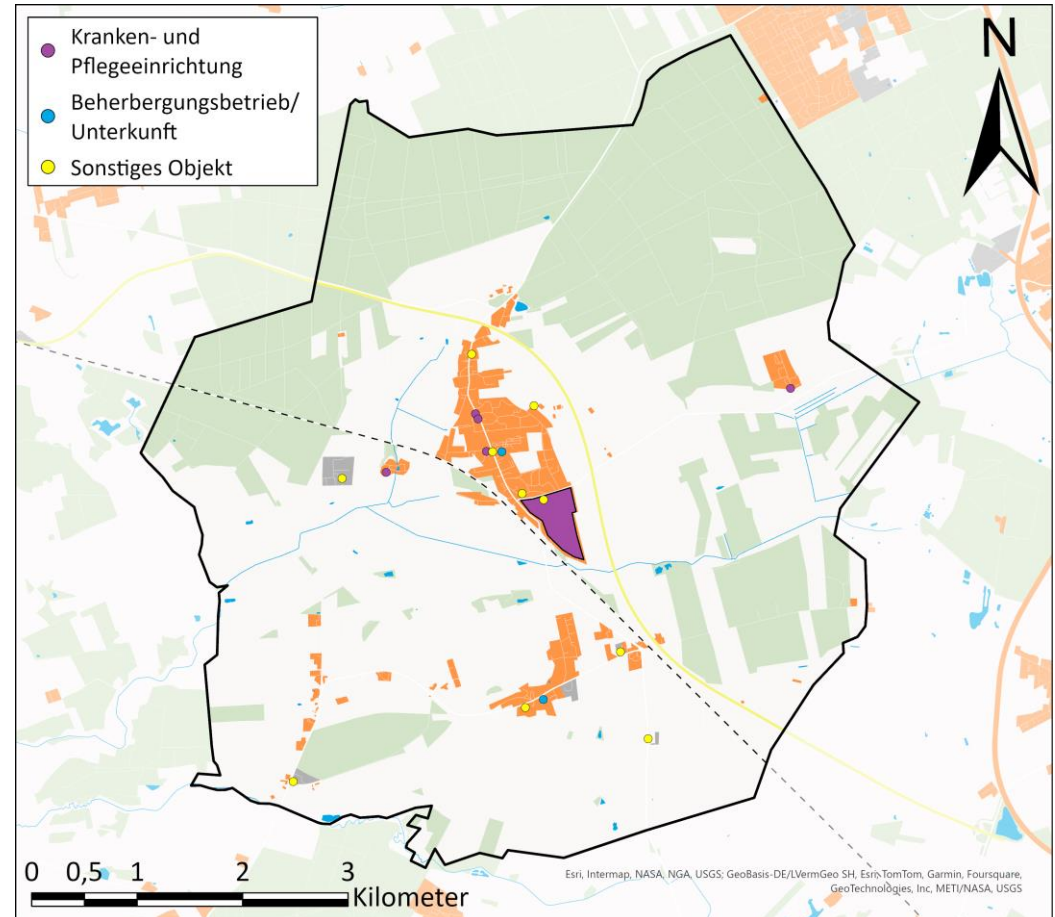 Kranken- und
Pflegeeinrichtung
Beherbergungsbetrieb/
Unterkunft
Sonstiges Objekt
N
0 0,5 1 2 3
Kilometer
Esri, Intermap, NASA, NGA, USGS; GeoBasis-DE/LVermGeo SH, Esri, TomTom, Garmin, Foursquare,
GeoTechnologies, Inc, METI/NASA, USGS